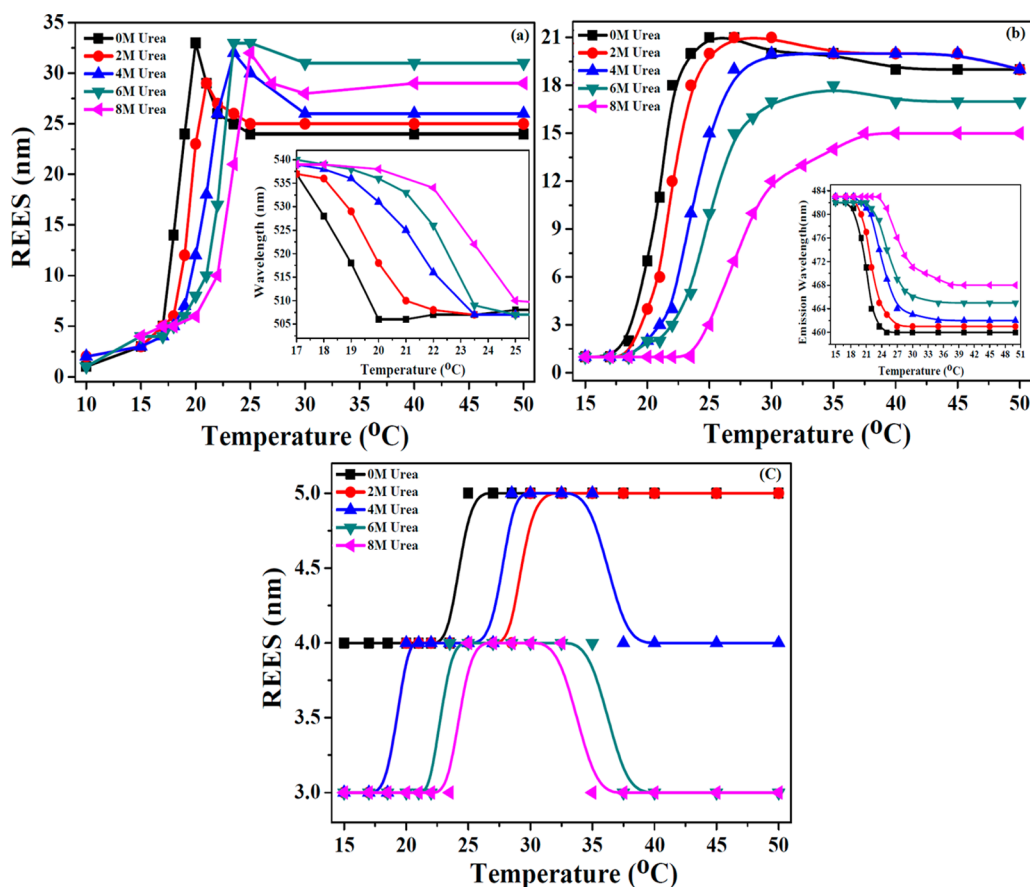 (a)
0M Urea
2M Urea
4M Urea
6M Urea
8M Urea
REES (nm)
35
30
25
20
15
10
5
0
10 15 20 25 30 35 40 45 50
Temperature (⁰C)
Wavelength (nm)
540
535
530
525
520
515
510
505
17 18 19 20 21 22 23 24 25
Temperature (⁰C)
(b)
0M Urea
2M Urea
4M Urea
6M Urea
8M Urea
21
18
15
12
9
6
3
0
15 20 25 30 35 40 45 50
Temperature (⁰C)
Emission Wavelength(nm)
484
480
476
472
468
464
460
15 18 21 24 27 30 33 36 39 42 45 48 51
Temperature (⁰C)
(C)
0M Urea
2M Urea
4M Urea
6M Urea
8M Urea
REES (nm)
5.0
4.5
4.0
3.5
3.0
15 20 25 30 35 40 45 50
Temperature (⁰C)